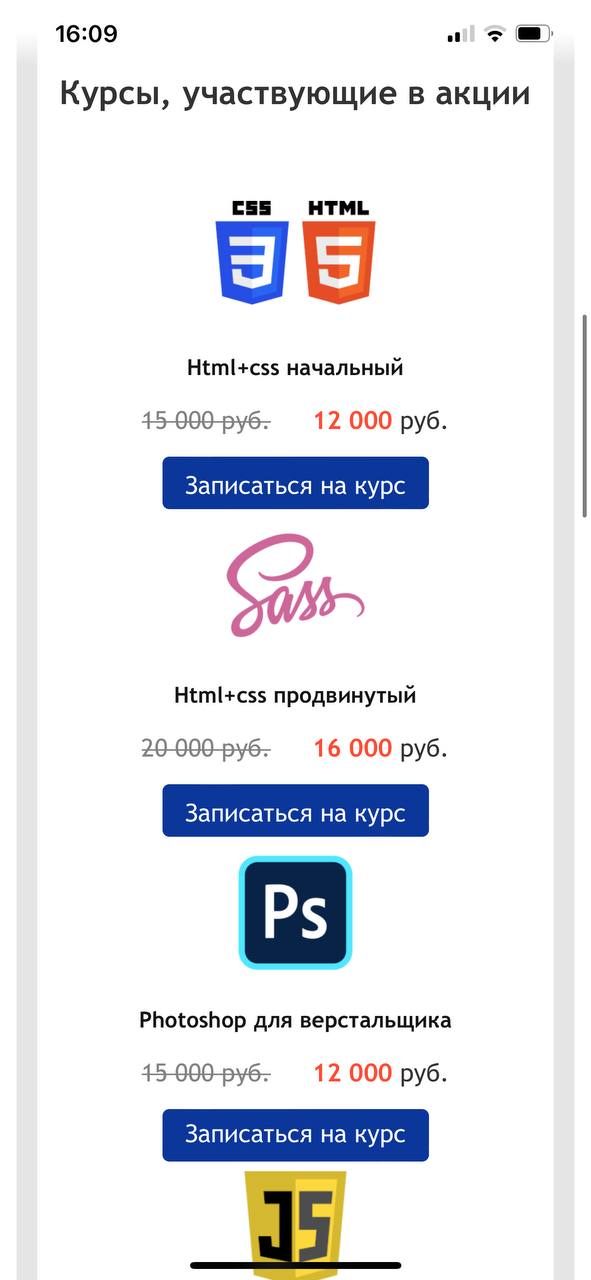 16:09
Курсы, участвующие в акции
CSS HTML
3 5
Html+css начальный
15 000 руб. 12 000 руб.
Записаться на курс
Sass
Html+css продвинутый
20 000 руб. 16 000 руб.
Записаться на курс
Ps
Photoshop для верстальщика
15 000 руб. 12 000 руб.
Записаться на курс
JS